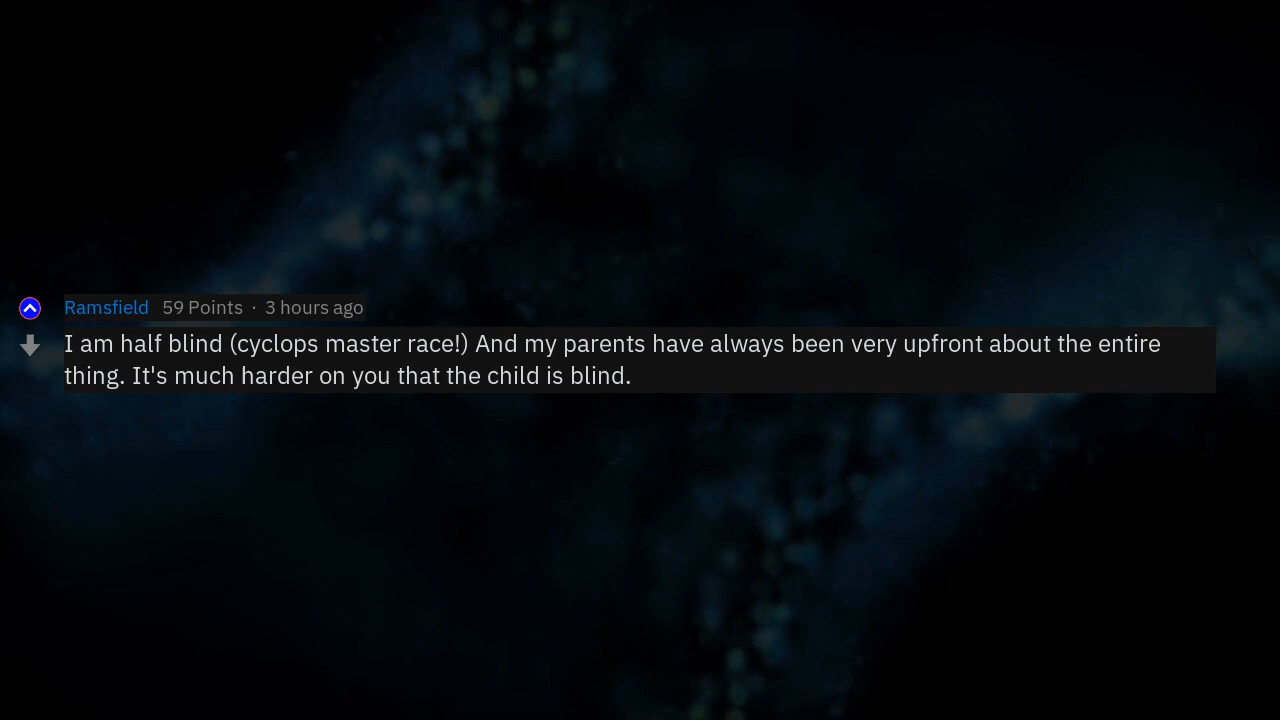 Ramsfield 59 Points · 3 hours ago
I am half blind (cyclops master race!) And my parents have always been very upfront about the entire
thing. It's much harder on you that the child is blind.